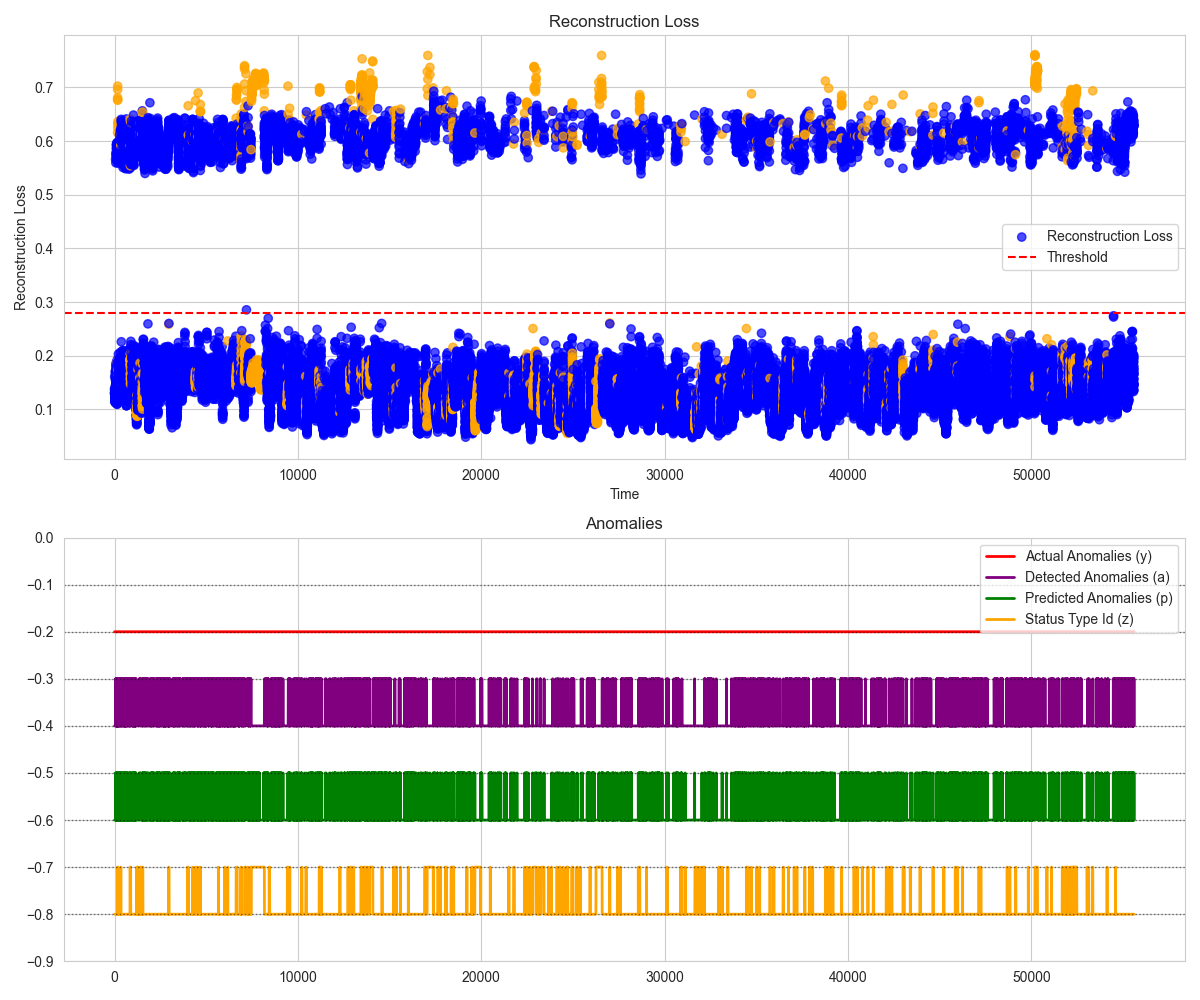 Reconstruction Loss
Reconstruction Loss
0.7
0.6
0.5
0.4
0.3
0.2
0.1
Reconstruction Loss
Threshold
0 10000 20000 30000 40000 50000
Time
Anomalies
0.0
−0.1
−0.2
−0.3
−0.4
−0.5
−0.6
−0.7
−0.8
−0.9
Actual Anomalies (y)
Detected Anomalies (a)
Predicted Anomalies (p)
Status Type Id (z)
0 10000 20000 30000 40000 50000